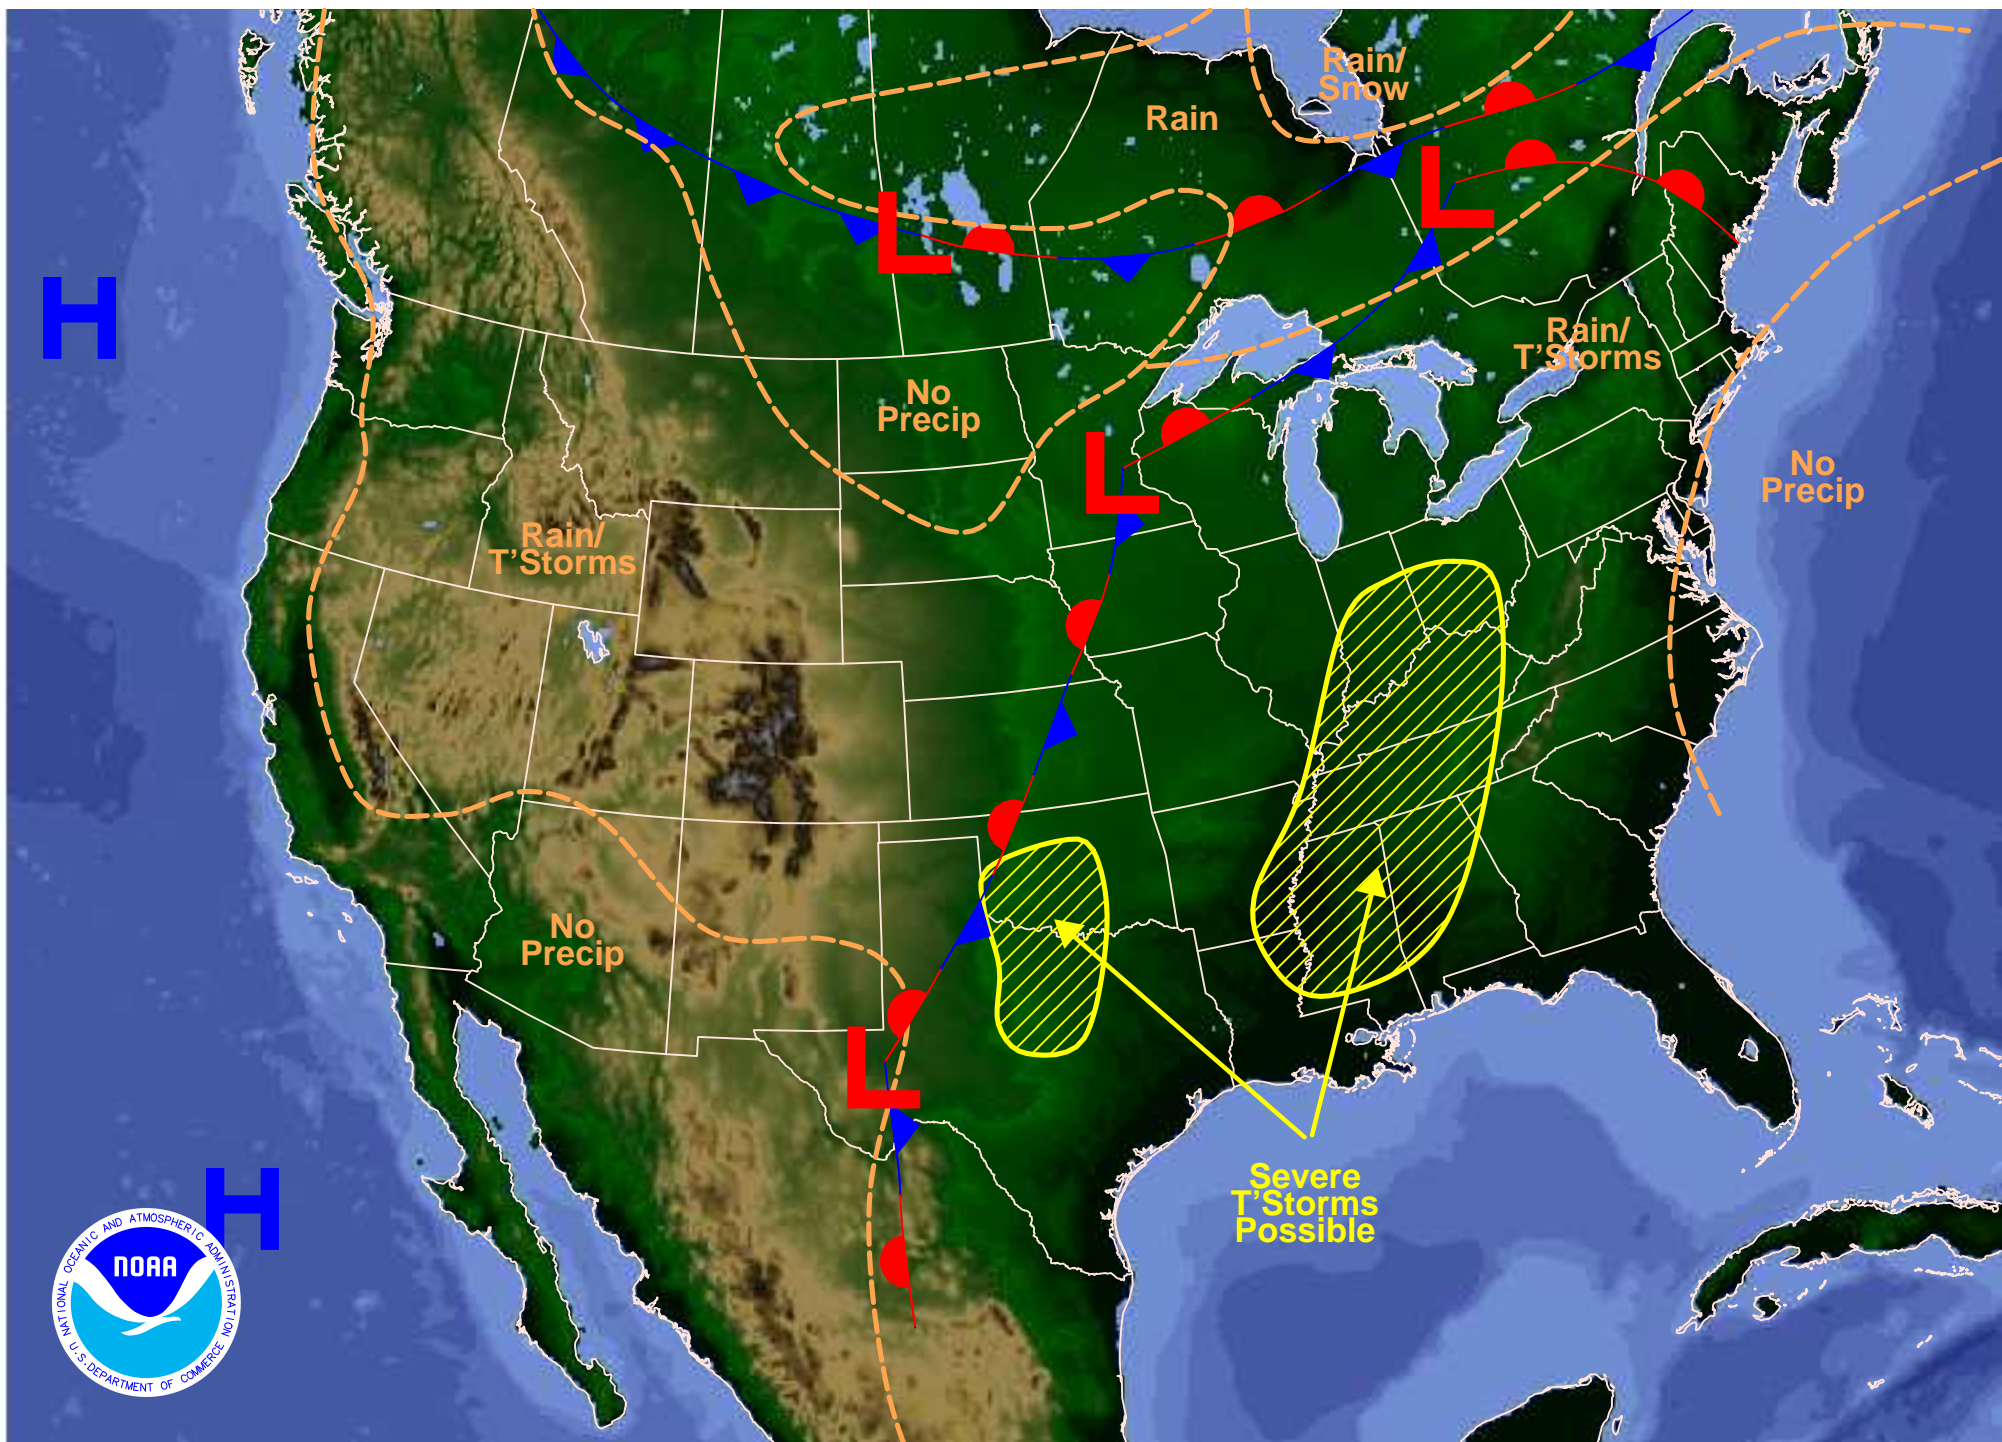 Rain/
Snow
Rain
L
L
H
Rain/
T'Storms
No
Precip
L
No
Precip
Rain/
T'Storms
No
Precip
L
Severe
T'Storms
Possible
H
NATIONAL OCEANIC AND ATMOSPHERIC ADMINISTRATION
NOAA
U.S. DEPARTMENT OF COMMERCE